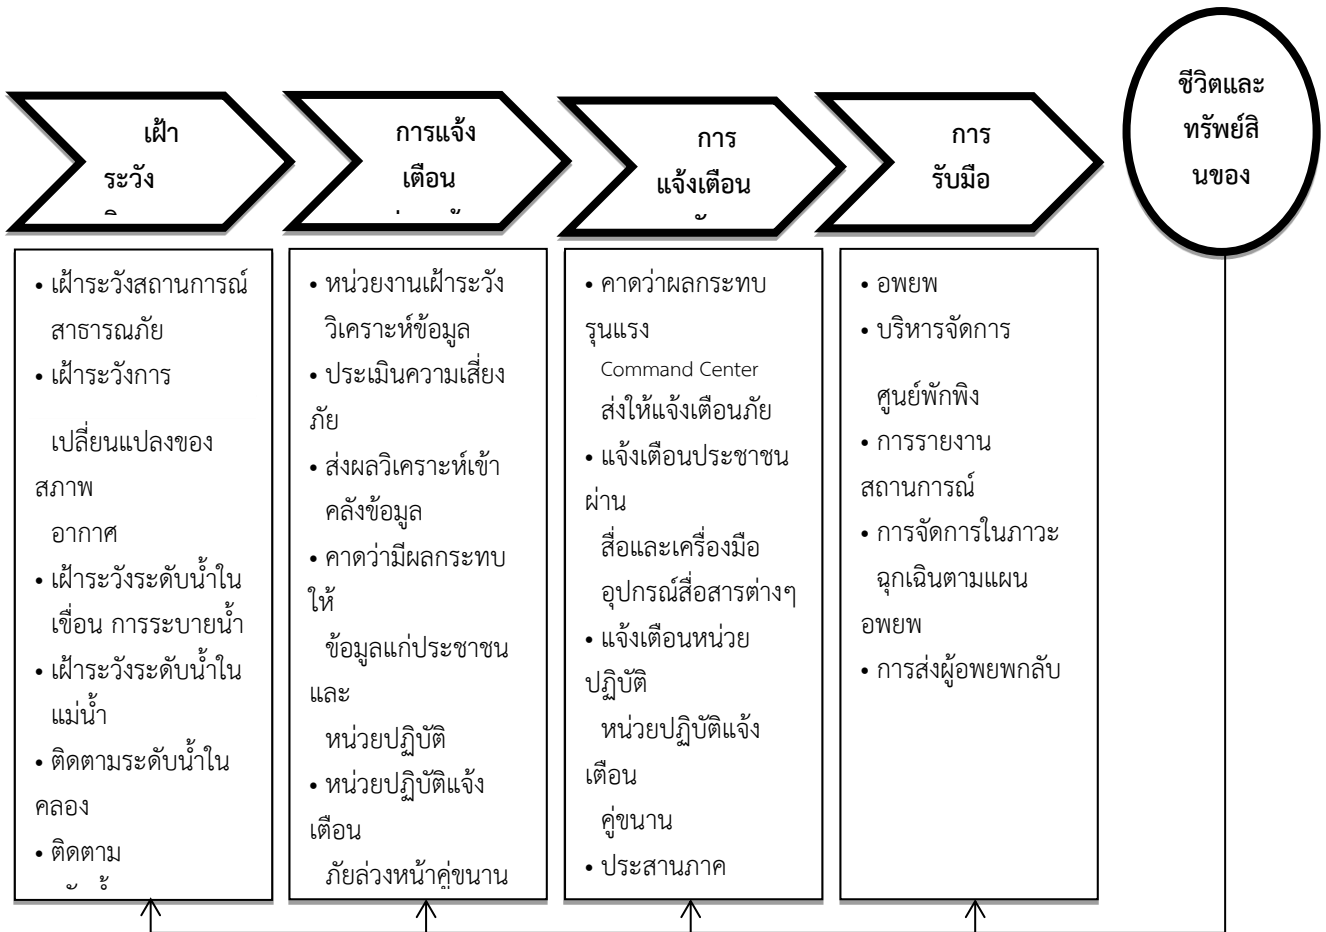 เฝ้า
ระวัง
การแจ้ง
เตือน
การ
แจ้งเตือน
การ
รับมือ
ชีวิตและ
ทรัพย์สิ
นของ
• เฝ้าระวังสถานการณ์
สาธารณภัย
• เฝ้าระวังการ
เปลี่ยนแปลงของ
สภาพ
อากาศ
• เฝ้าระวังระดับน้ำใน
เขื่อน การระบายน้ำ
• เฝ้าระวังระดับน้ำใน
แม่น้ำ
• ติดตามระดับน้ำใน
คลอง
• ติดตาม
• หน่วยงานเฝ้าระวัง
วิเคราะห์ข้อมูล
• ประเมินความเสี่ยง
ภัย
• ส่งผลวิเคราะห์เข้า
คลังข้อมูล
• คาดว่ามีผลกระทบ
ให้
ข้อมูลแก่ประชาชน
และ
หน่วยปฏิบัติ
• หน่วยปฏิบัติแจ้ง
เตือน
ภัยล่วงหน้าคู่ขนาน
• คาดว่าผลกระทบ
รุนแรง
Command Center
ส่งให้แจ้งเตือนภัย
• แจ้งเตือนประชาชน
ผ่าน
สื่อและเครื่องมือ
อุปกรณ์สื่อสารต่างๆ
• แจ้งเตือนหน่วย
ปฏิบัติ
หน่วยปฏิบัติแจ้ง
เตือน
คู่ขนาน
• ประสานภาค
• อพยพ
• บริหารจัดการ
ศูนย์พักพิง
• การรายงาน
สถานการณ์
• การจัดการในภาวะ
ฉุกเฉินตามแผน
อพยพ
• การส่งผู้อพยพกลับ